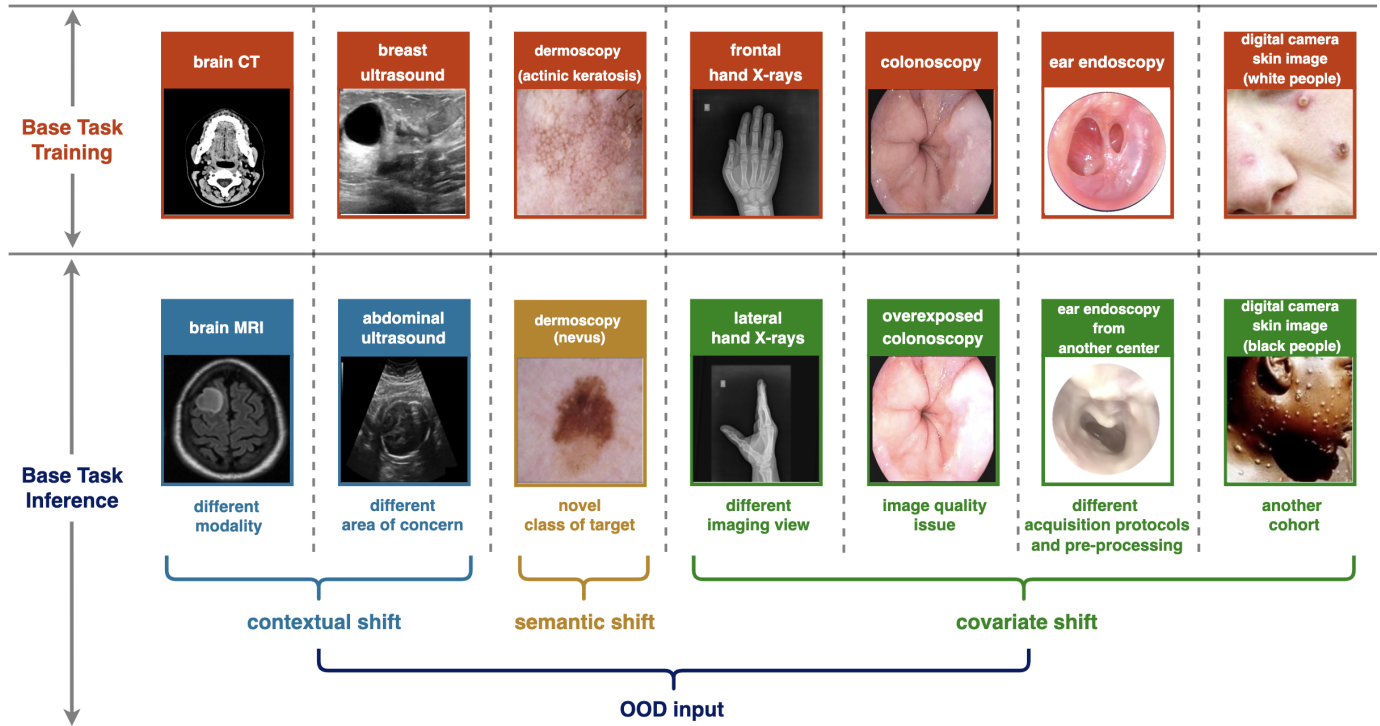 Base Task
Training
brain CT
breast
ultrasound
dermoscopy
(actinic keratosis)
frontal
hand X-rays
colonoscopy
ear endoscopy
digital camera
skin image
(white people)
Base Task
Inference
brain MRI
different
modality
abdominal
ultrasound
different
area of concern
dermoscopy
(nevus)
novel
class of target
lateral
hand X-rays
different
imaging view
overexposed
colonoscopy
image quality
issue
ear endoscopy
from
another center
different
acquisition protocols
and pre-processing
digital camera
skin image
(black people)
another
cohort
contextual shift
semantic shift
covariate shift
OOD input